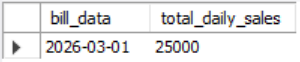 bill_data total_daily_sales
2026-03-01 25000